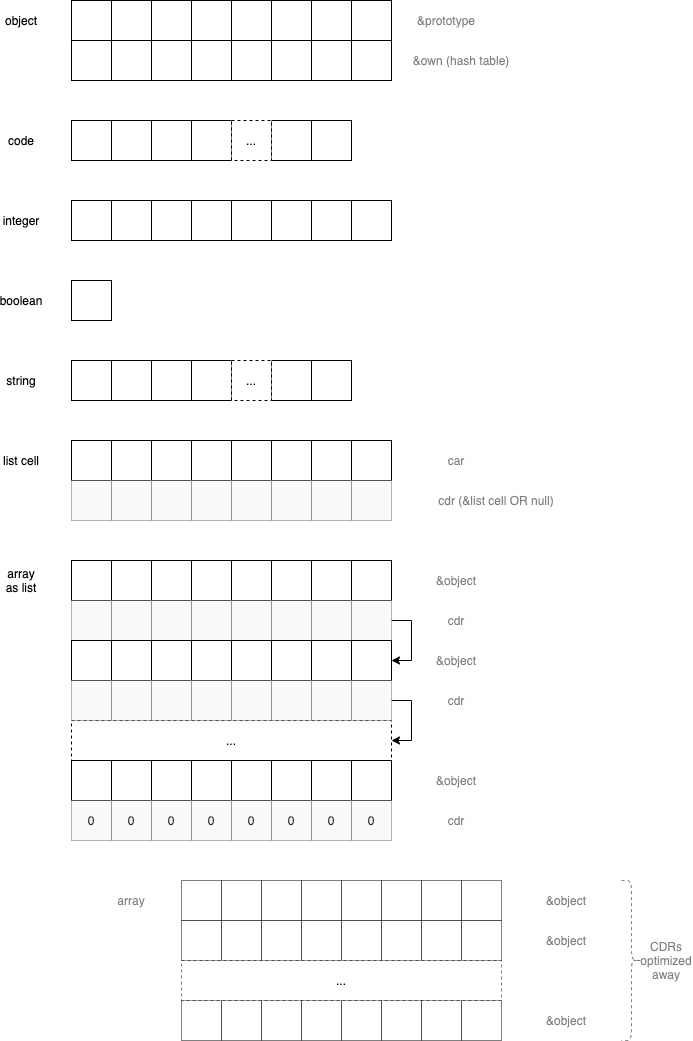 object
&prototype
&own (hash table)
code
...
integer
boolean
string
...
list cell
car
cdr (&list cell OR null)
array
as list
&object
cdr
&object
cdr
...
&object
0 0 0 0 0 0 0 0
cdr
array
&object
&object
...
&object
CDRs
optimized
away